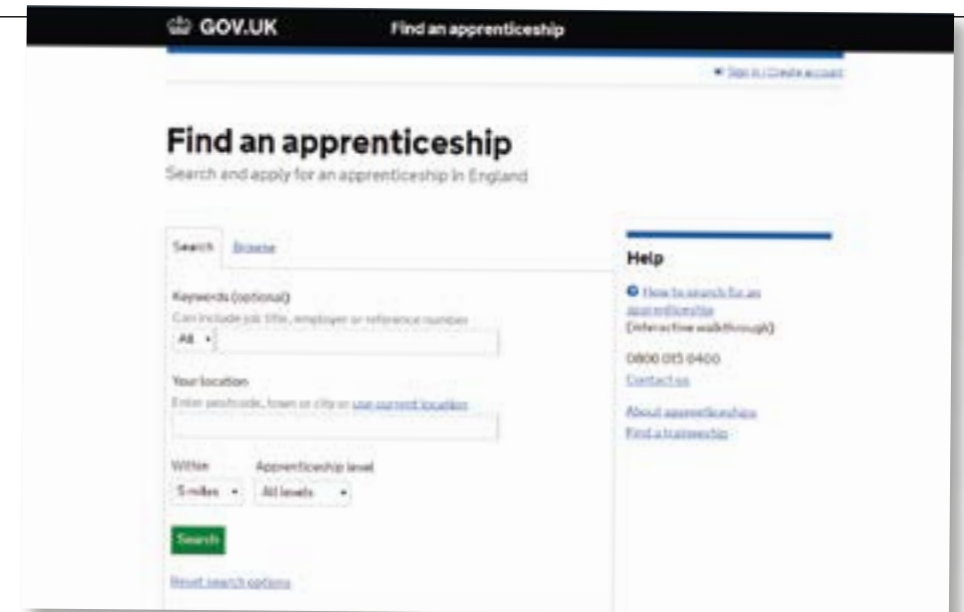 GOV.UK Find an apprenticeship
Sign in / Create account
Find an apprenticeship
Search and apply for an apprenticeship in England
Search Browse
Keywords (optional)
Can include job title, employer or reference number
All
Your location
Enter postcode, town or city or use current location
Within Apprenticeship level
5 miles All levels
Search
Reset search options
Help
How to search for an
apprenticeship
(interactive walkthrough)
0800 015 0400
Contact us
About apprenticeships
Find a traineeship